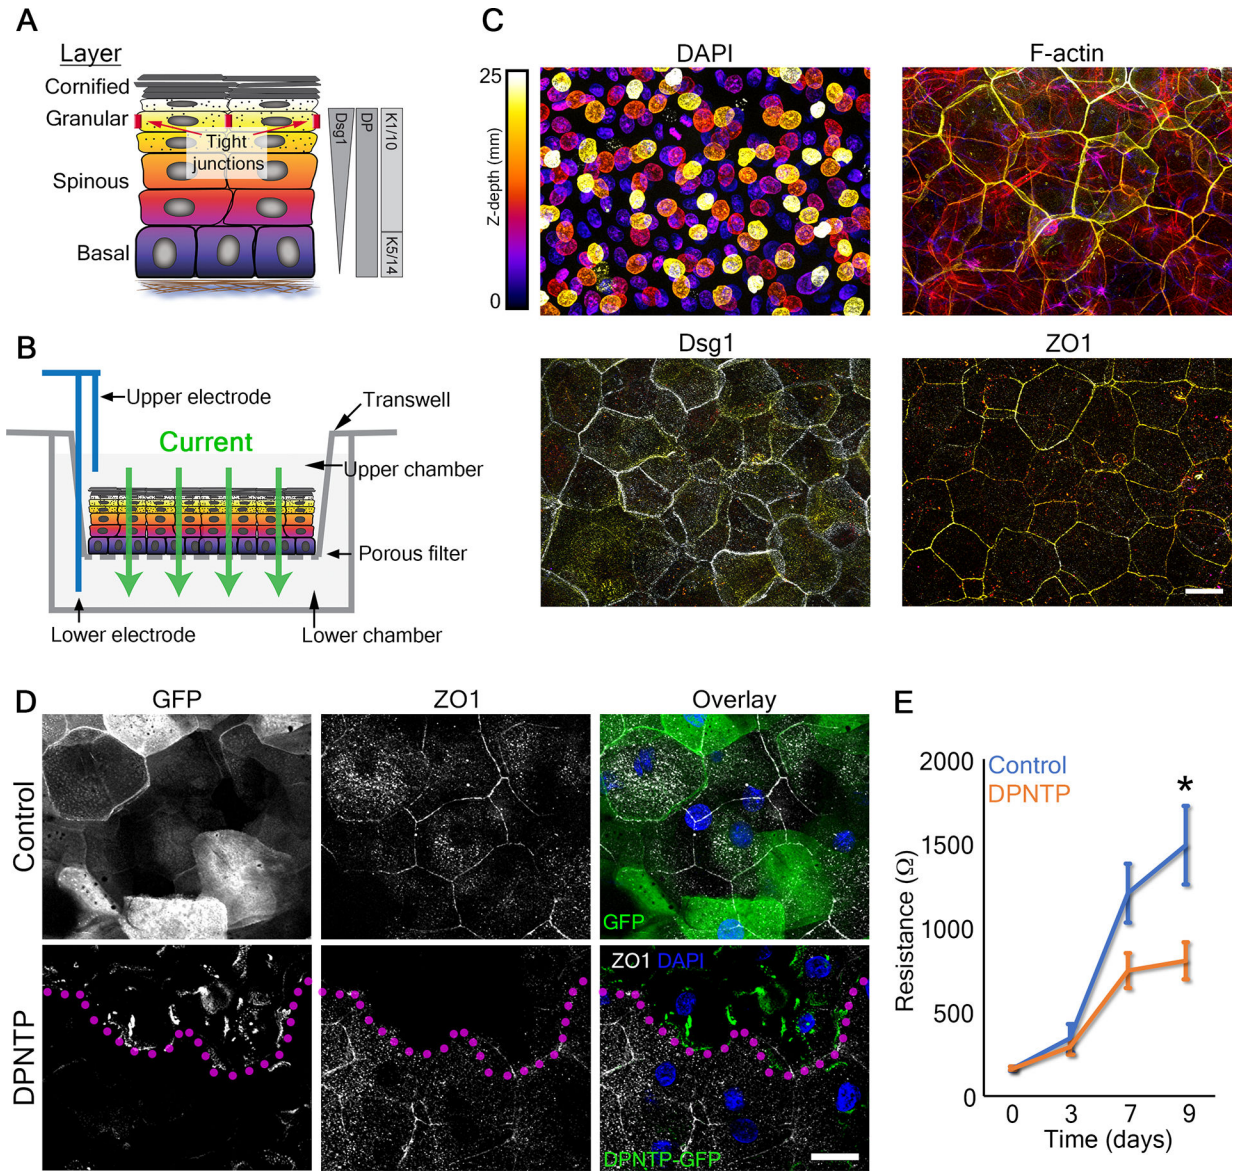 A
Layer
Cornified
Granular
Spinous
Basal
Tight
junctions
Dsg1
DP
K1/10
K5/14
B
Upper electrode
Transwell
Current
Upper chamber
Porous filter
Lower electrode
Lower chamber
C
DAPI
F-actin
25
Z-depth (mm)
0
Dsg1
ZO1
D
GFP
ZO1
Overlay
Control
GFP
DPNTP
ZO1 DAPI
DPNTP-GFP
E
2000
1500
1000
500
0
Resistance (Ω)
Control
DPNTP
*
0 3 7 9
Time (days)